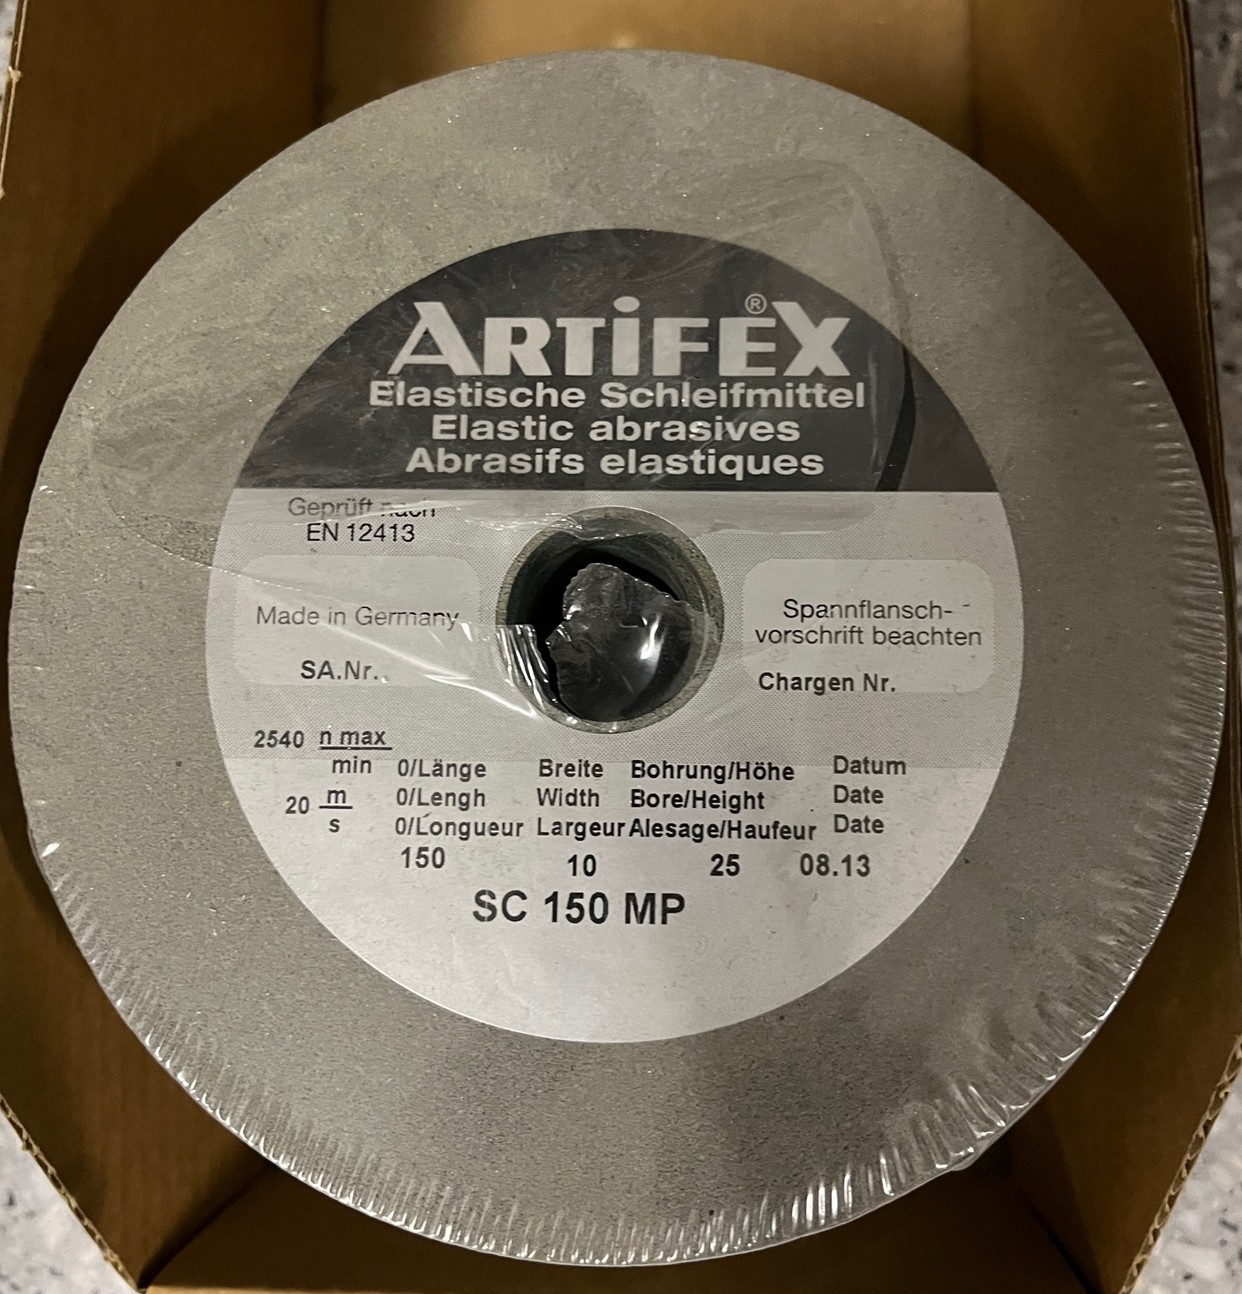 ARTiFEX®
Elastische Schleifmittel
Elastic abrasives
Abrasifs elastiques
Geprüft nach
EN 12413
Made in Germany
SA.Nr.
Spannflansch-
vorschrift beachten
Chargen Nr.
2540 n max
min
20 m
s
0/Länge Breite Bohrung/Höhe Datum
0/Lengh Width Bore/Height Date
0/Longueur Largeur Alesage/Haufeur Date
150 10 25 08.13
SC 150 MP